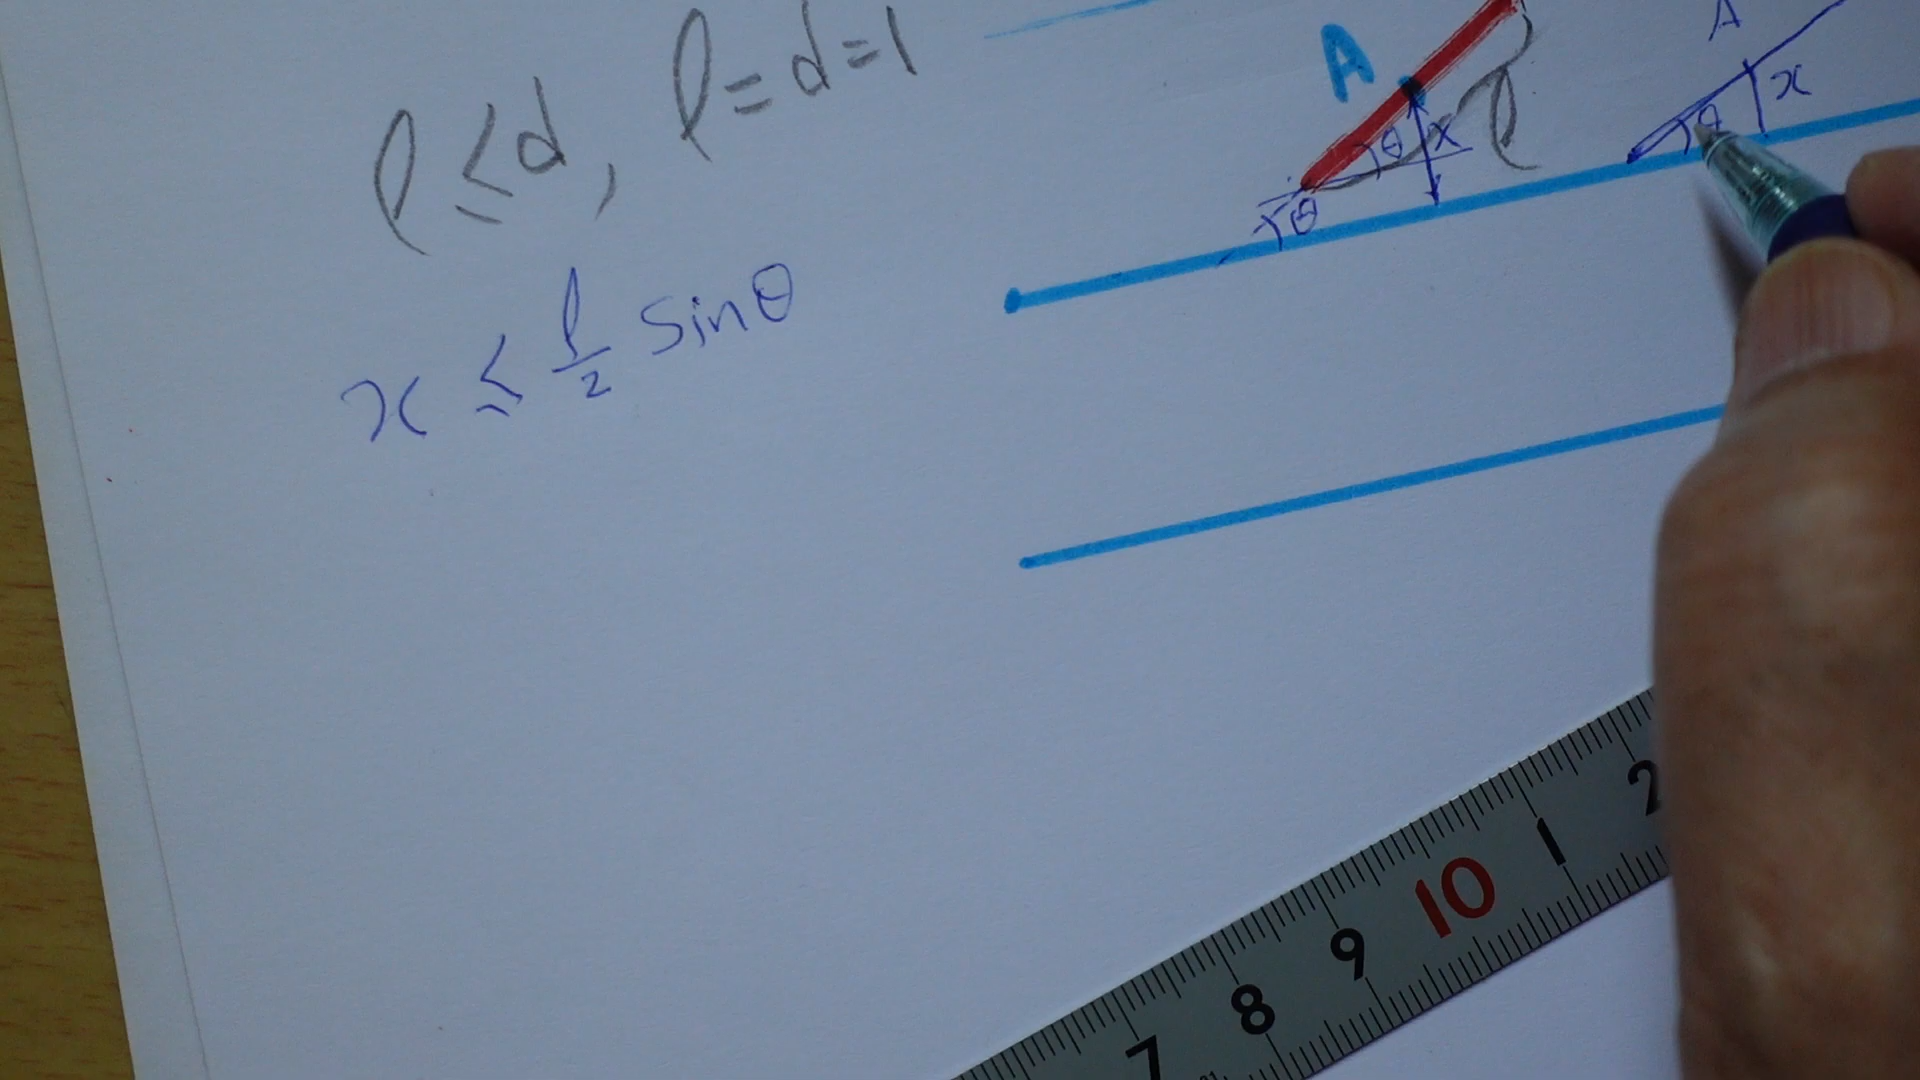 ℓ ≤ d, ℓ = d = 1
x ≤ ℓ/2 sinθ
A
θ
x
ℓ
θ
A
x
θ
7 8 9 10 1 2